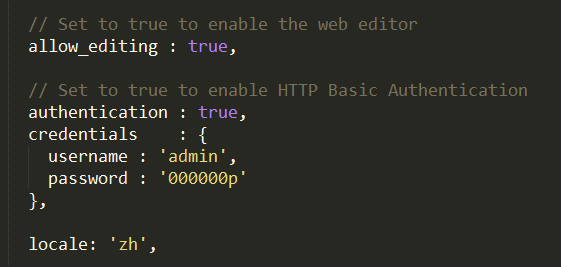 // Set to true to enable the web editor
allow_editing : true,
// Set to true to enable HTTP Basic Authentication
authentication : true,
credentials    : {
  username : 'admin',
  password : '000000p'
},
locale: 'zh',